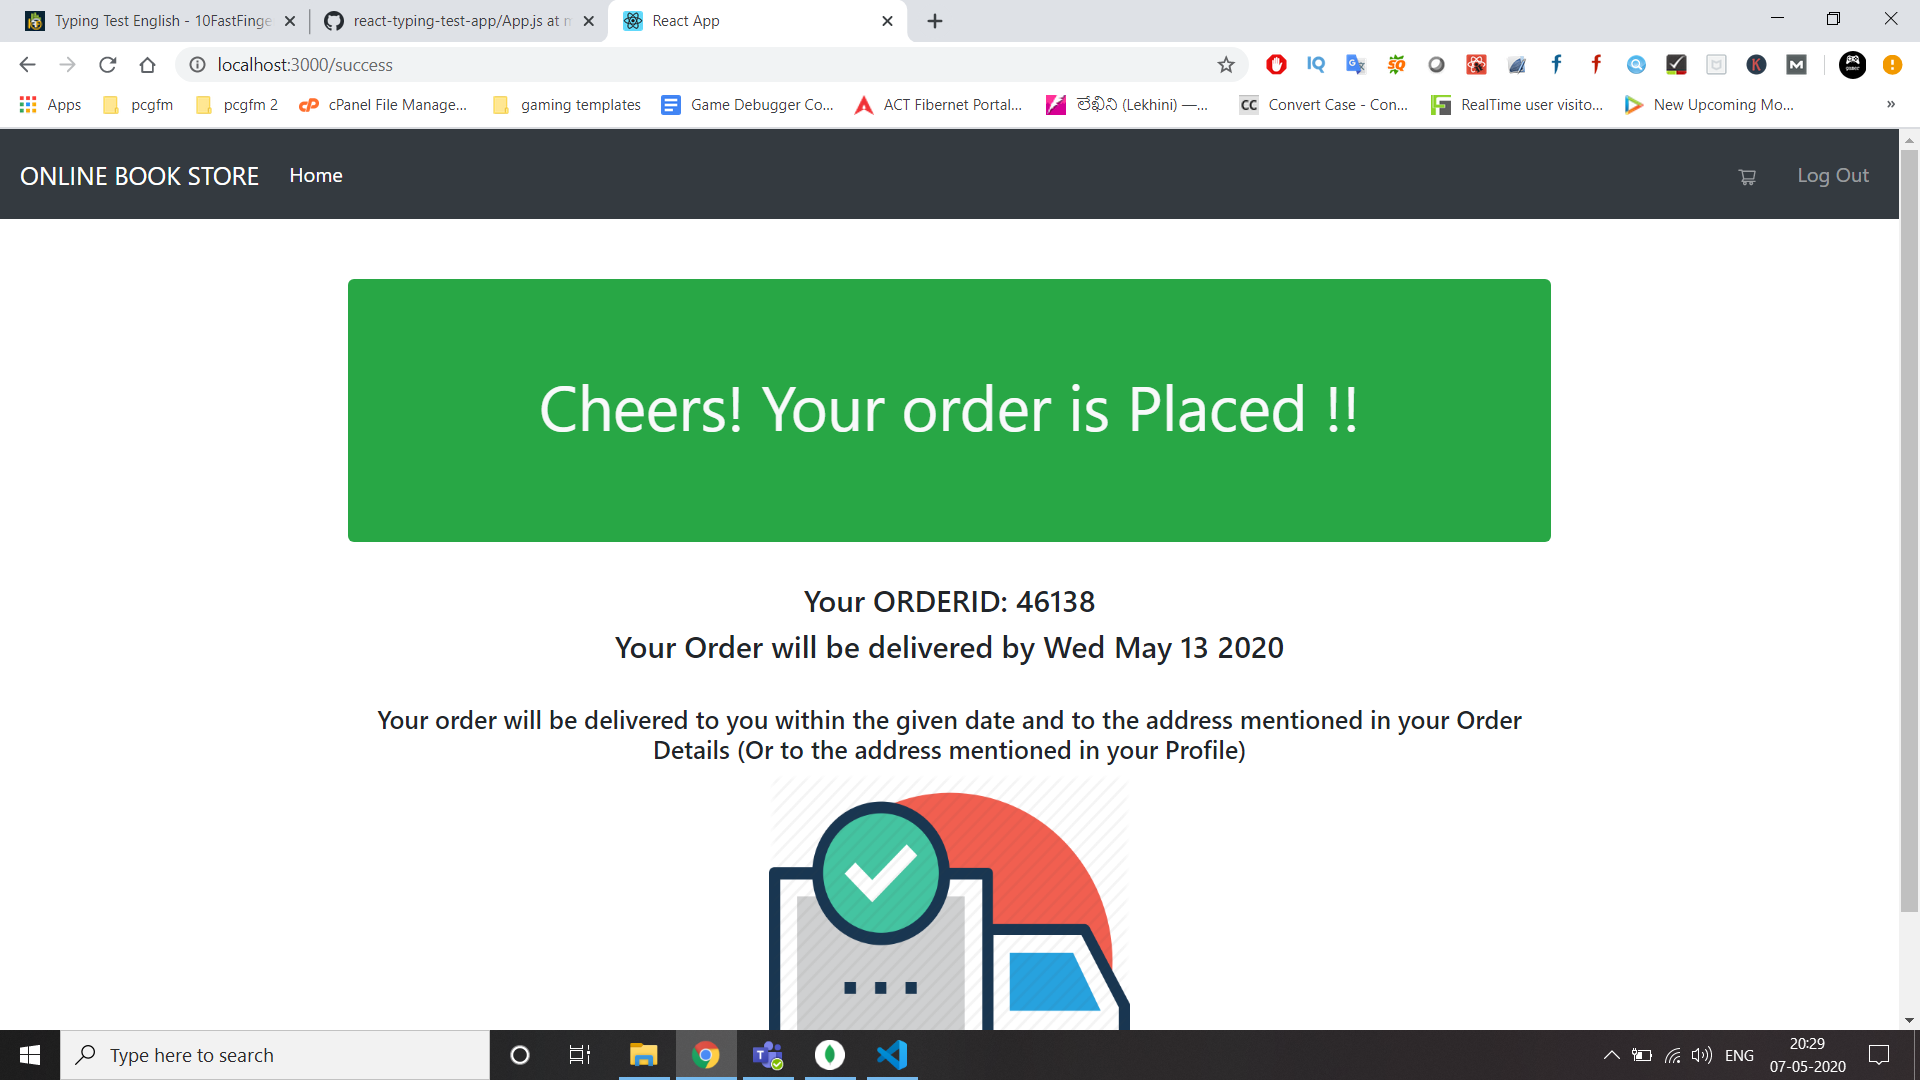 Typing Test English - 10FastFinge
react-typing-test-app/App.js at m
React App
localhost:3000/success
Apps
pcgfm
pcgfm 2
cPanel File Manage...
gaming templates
Game Debugger Co...
ACT Fibernet Portal...
లేఖిని (Lekhini) —...
CC Convert Case - Con...
RealTime user visito...
New Upcoming Mo...
»
ONLINE BOOK STORE
Home
Log Out
Cheers! Your order is Placed !!
Your ORDERID: 46138
Your Order will be delivered by Wed May 13 2020
Your order will be delivered to you within the given date and to the address mentioned in your Order
Details (Or to the address mentioned in your Profile)
Type here to search
ENG
20:29
07-05-2020